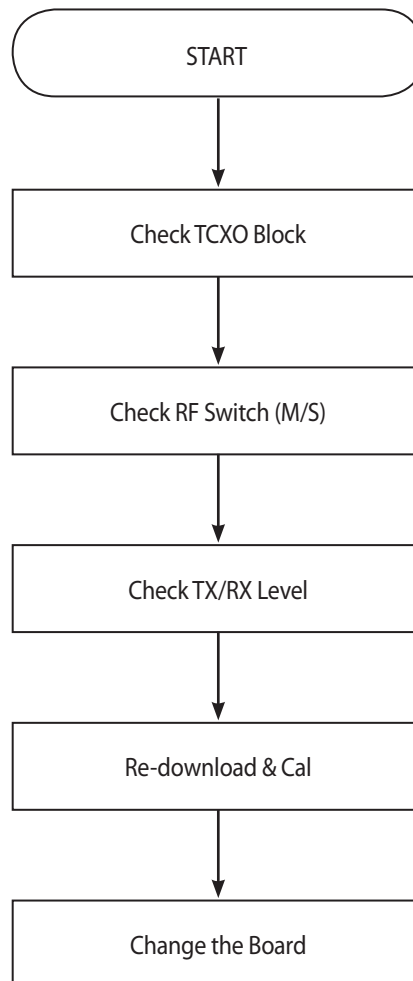 START
Check TCXO Block
Check RF Switch (M/S)
Check TX/RX Level
Re-download & Cal
Change the Board